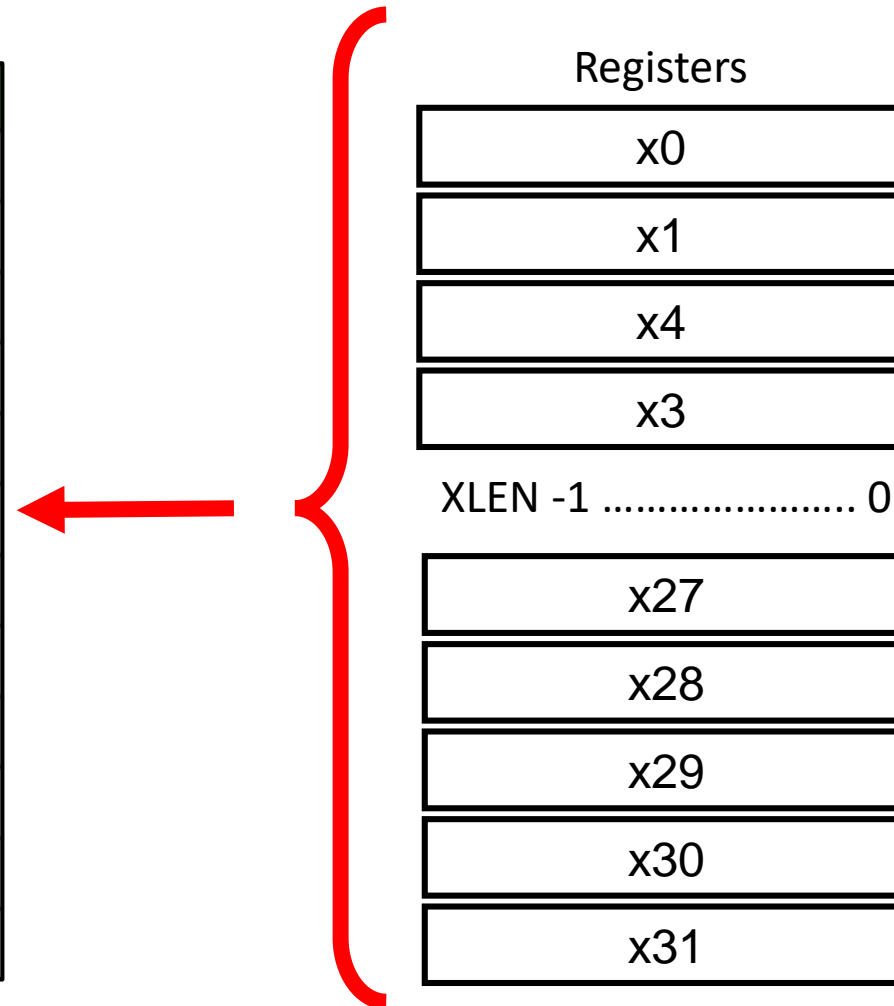 Registers
x0
x1
x4
x3
XLEN -1 ………………….. 0
x27
x28
x29
x30
x31